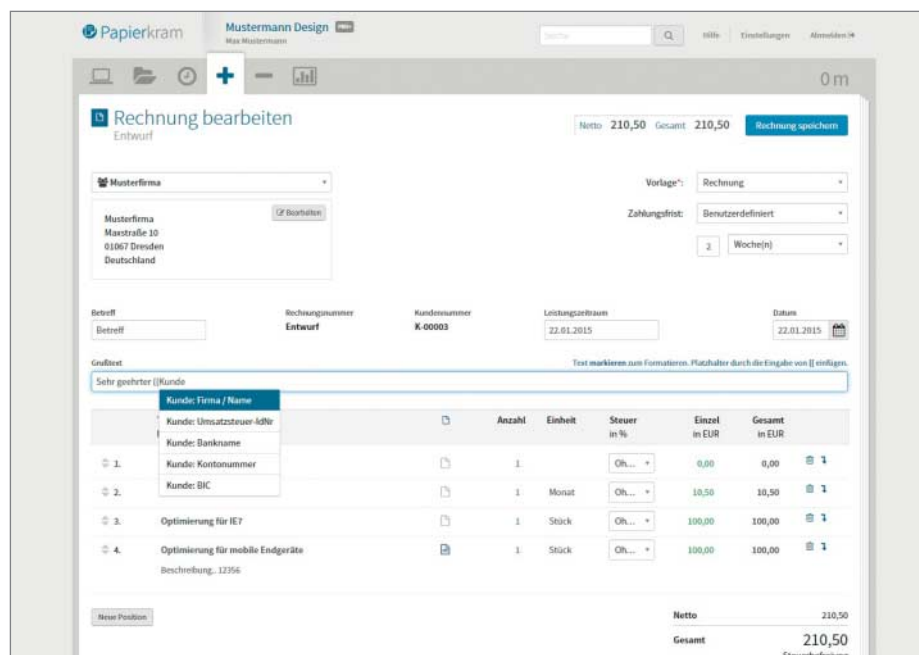 Papierkram
Mustermann Design
Max Mustermann
Suche
Hilfe
Einstellungen
Abmelden
0 m
Rechnung bearbeiten
Entwurf
Netto 210,50 Gesamt 210,50
Rechnung speichern
Musterfirma
Vorlage*: Rechnung
Musterfirma
Bearbeiten
Maxstraße 10
01067 Dresden
Deutschland
Zahlungsfrist: Benutzerdefiniert
2 Woche(n)
Betreff Rechnungsnummer Kundennummer Leistungszeitraum Datum
Betreff Entwurf K-00003 22.01.2015 22.01.2015
Grußtext Text markieren zum Formatieren. Platzhalter durch die Eingabe von [[ einfügen.
Sehr geehrter [[Kunde
Kunde: Firma / Name
Kunde: Umsatzsteuer-IdNr
Kunde: Bankname
Kunde: Kontonummer
Kunde: BIC
Anzahl Einheit Steuer Einzel Gesamt
in % in EUR in EUR
1. 1 Oh... 0,00 0,00
2. 1 Monat Oh... 10,50 10,50
3. Optimierung für IE7 1 Stück Oh... 100,00 100,00
4. Optimierung für mobile Endgeräte 1 Stück Oh... 100,00 100,00
Beschreibung.. 12356
Neue Position
Netto 210,50
Gesamt 210,50